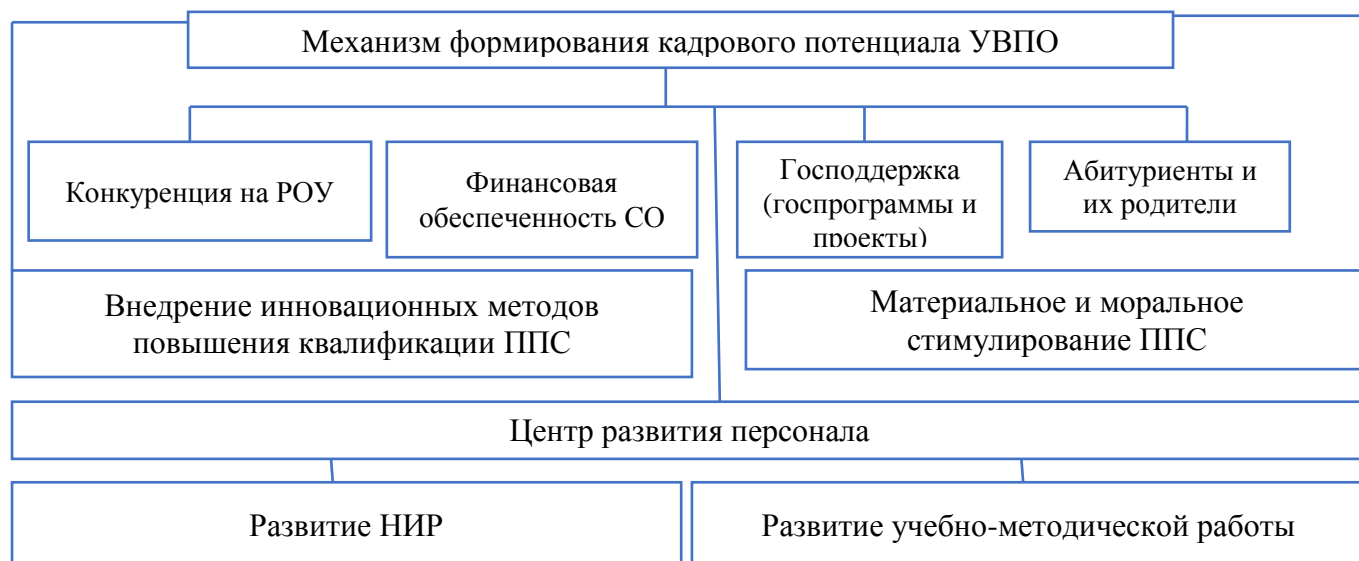 Механизм формирования кадрового потенциала УВПО
Конкуренция на РОУ
Финансовая
обеспеченность СО
Господдержка
(госпрограммы и
проекты)
Абитуриенты и
их родители
Внедрение инновационных методов
повышения квалификации ППС
Материальное и моральное
стимулирование ППС
Центр развития персонала
Развитие НИР
Развитие учебно-методической работы